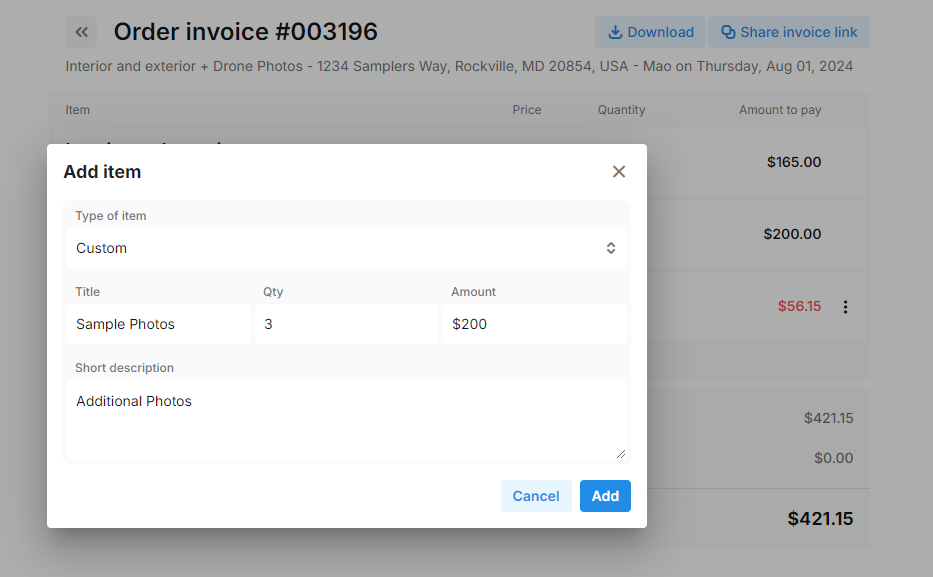 Order invoice #003196
Download
Share invoice link
Interior and exterior + Drone Photos - 1234 Samplers Way, Rockville, MD 20854, USA - Mao on Thursday, Aug 01, 2024
Item Price Quantity Amount to pay
$165.00
$200.00
$56.15
$421.15
$0.00
$421.15
Add item
Type of item
Custom
Title Qty Amount
Sample Photos 3 $200
Short description
Additional Photos
Cancel Add